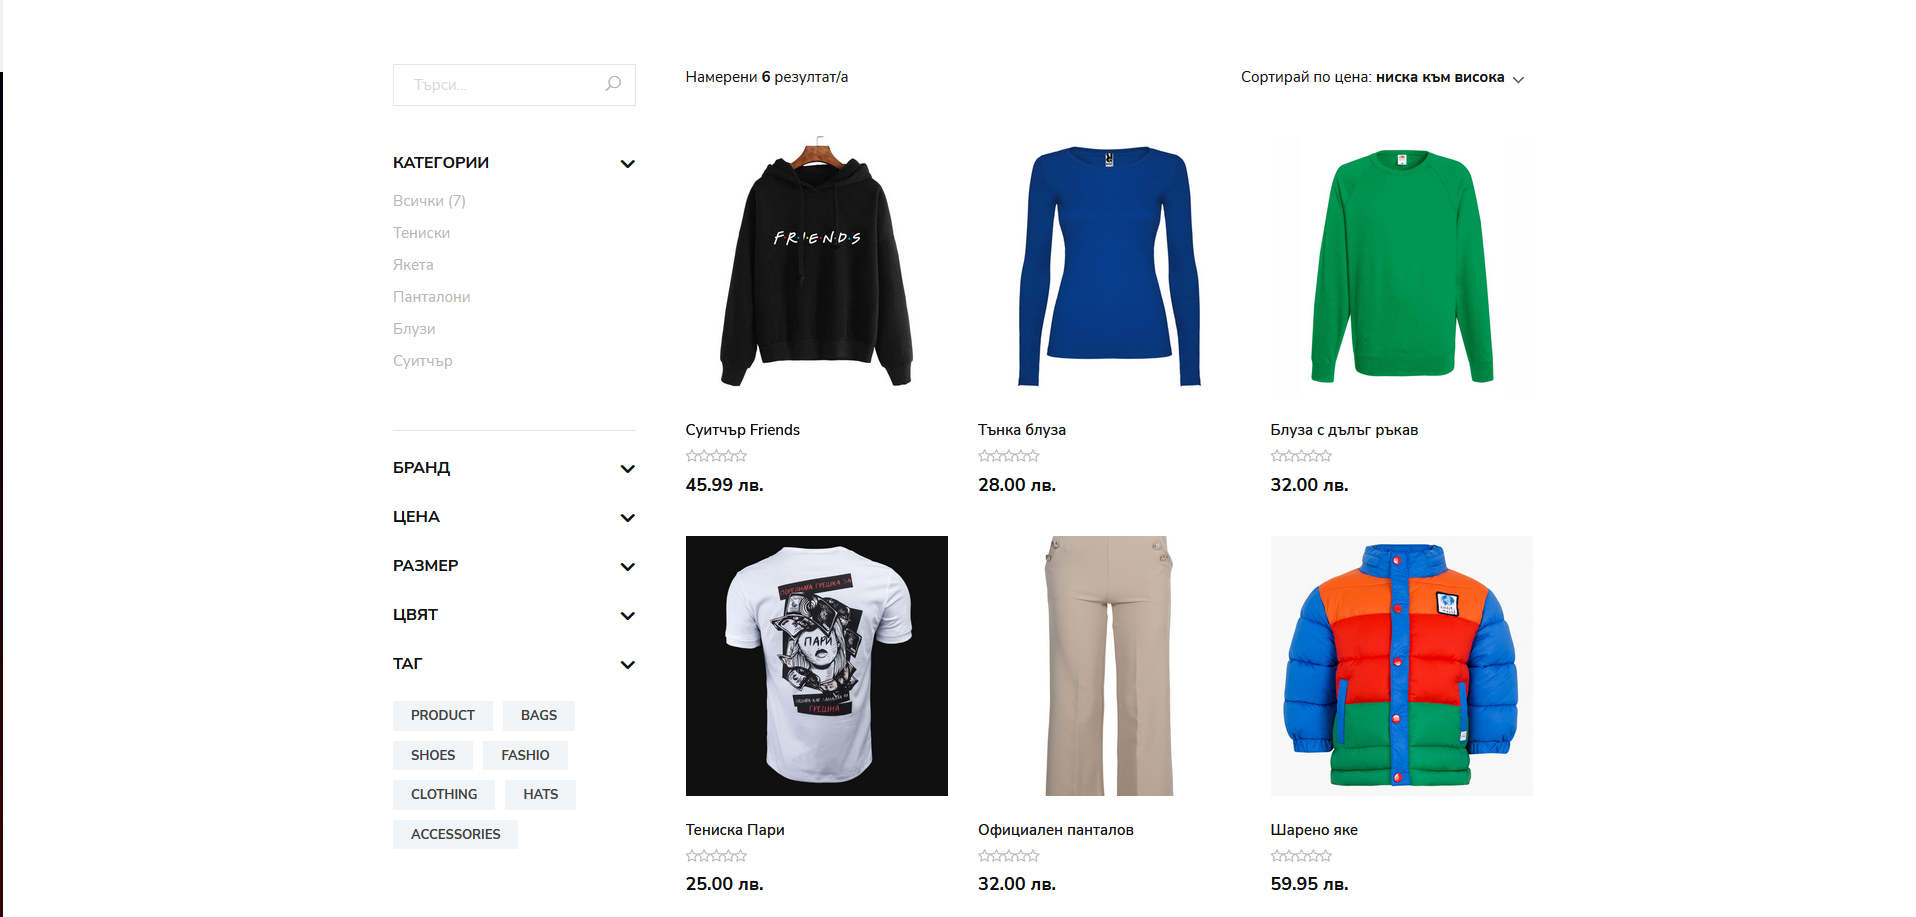 Търси...
КАТЕГОРИИ
Всички (7)
Тениски
Якета
Панталони
Блузи
Суитчър
БРАНД
ЦЕНА
РАЗМЕР
ЦВЯТ
ТАГ
PRODUCT
BAGS
SHOES
FASHIO
CLOTHING
HATS
ACCESSORIES
Намерени 6 резултат/а
Сортирай по цена: ниска към висока
FRIENDS
Суитчър Friends
45.99 лв.
Тънка блуза
28.00 лв.
Блуза с дълъг ръкав
32.00 лв.
ПАРИ
ГРЕШНА
Тениска Пари
25.00 лв.
Официален панталов
32.00 лв.
Шарено яке
59.95 лв.